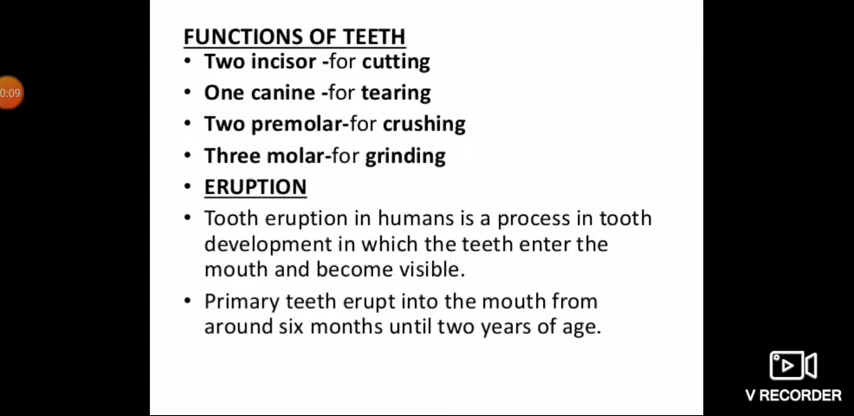 FUNCTIONS OF TEETH
• Two incisor -for cutting
• One canine -for tearing
• Two premolar-for crushing
• Three molar-for grinding
• ERUPTION
• Tooth eruption in humans is a process in tooth
development in which the teeth enter the
mouth and become visible.
• Primary teeth erupt into the mouth from
around six months until two years of age.
0:09
V RECORDER